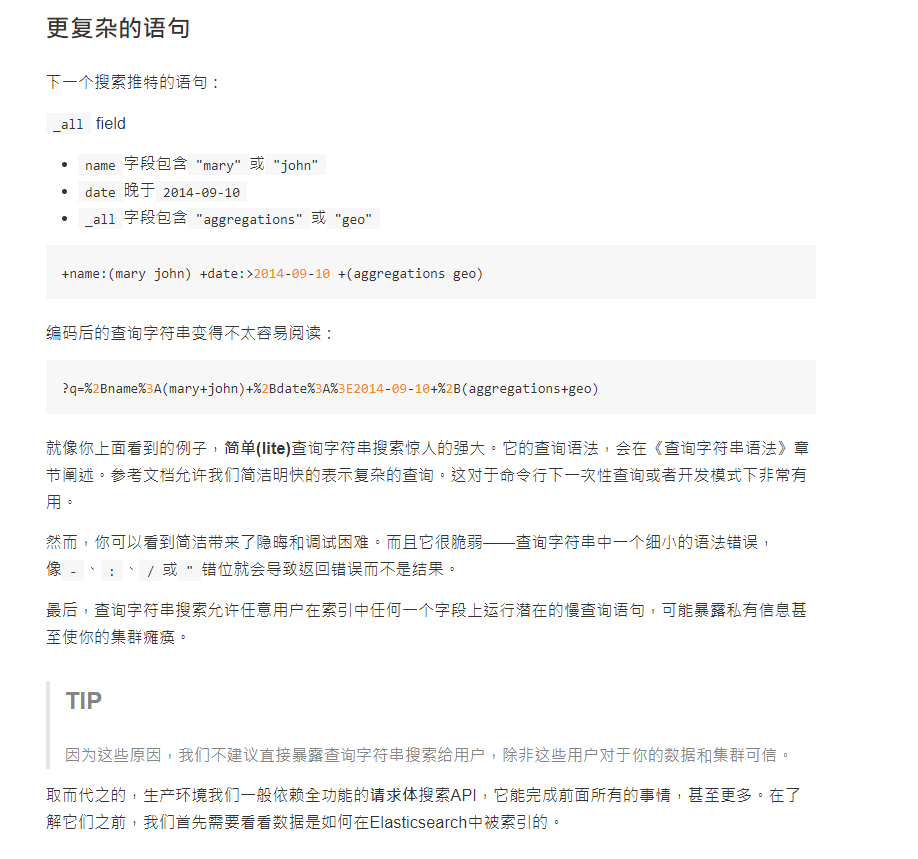 更复杂的语句
下一个搜索推特的语句：
_all field
name 字段包含 "mary" 或 "john"
date 晚于 2014-09-10
_all 字段包含 "aggregations" 或 "geo"
+name:(mary john) +date:>2014-09-10 +(aggregations geo)
编码后的查询字符串变得不太容易阅读：
?q=%2Bname%3A(mary+john)+%2Bdate%3A%3E2014-09-10+%2B(aggregations+geo)
就像你上面看到的例子，简单(lite)查询字符串搜索惊人的强大。它的查询语法，会在《查询字符串语法》章
节阐述。参考文档允许我们简洁明快的表示复杂的查询。这对于命令行下一次性查询或者开发模式下非常有
用。
然而，你可以看到简洁带来了隐晦和调试困难。而且它很脆弱——查询字符串中一个细小的语法错误，
像 - 、 : 、 / 或 " 错位就会导致返回错误而不是结果。
最后，查询字符串搜索允许任意用户在索引中任何一个字段上运行潜在的慢查询语句，可能暴露私有信息甚
至使你的集群瘫痪。
TIP
因为这些原因，我们不建议直接暴露查询字符串搜索给用户，除非这些用户对于你的数据和集群可信。
取而代之的，生产环境我们一般依赖全功能的请求体搜索API，它能完成前面所有的事情，甚至更多。在了
解它们之前，我们首先需要看看数据是如何在Elasticsearch中被索引的。